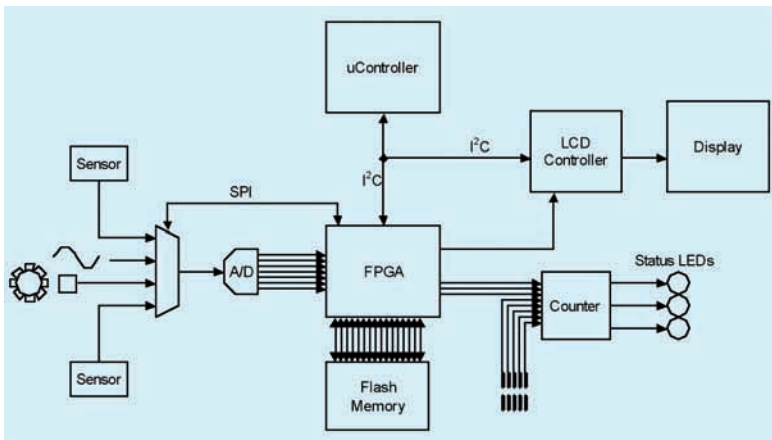 uController
LCD
Controller
Display
I²C
I²C
Sensor
SPI
A/D
FPGA
Status LEDs
Counter
Sensor
Flash
Memory